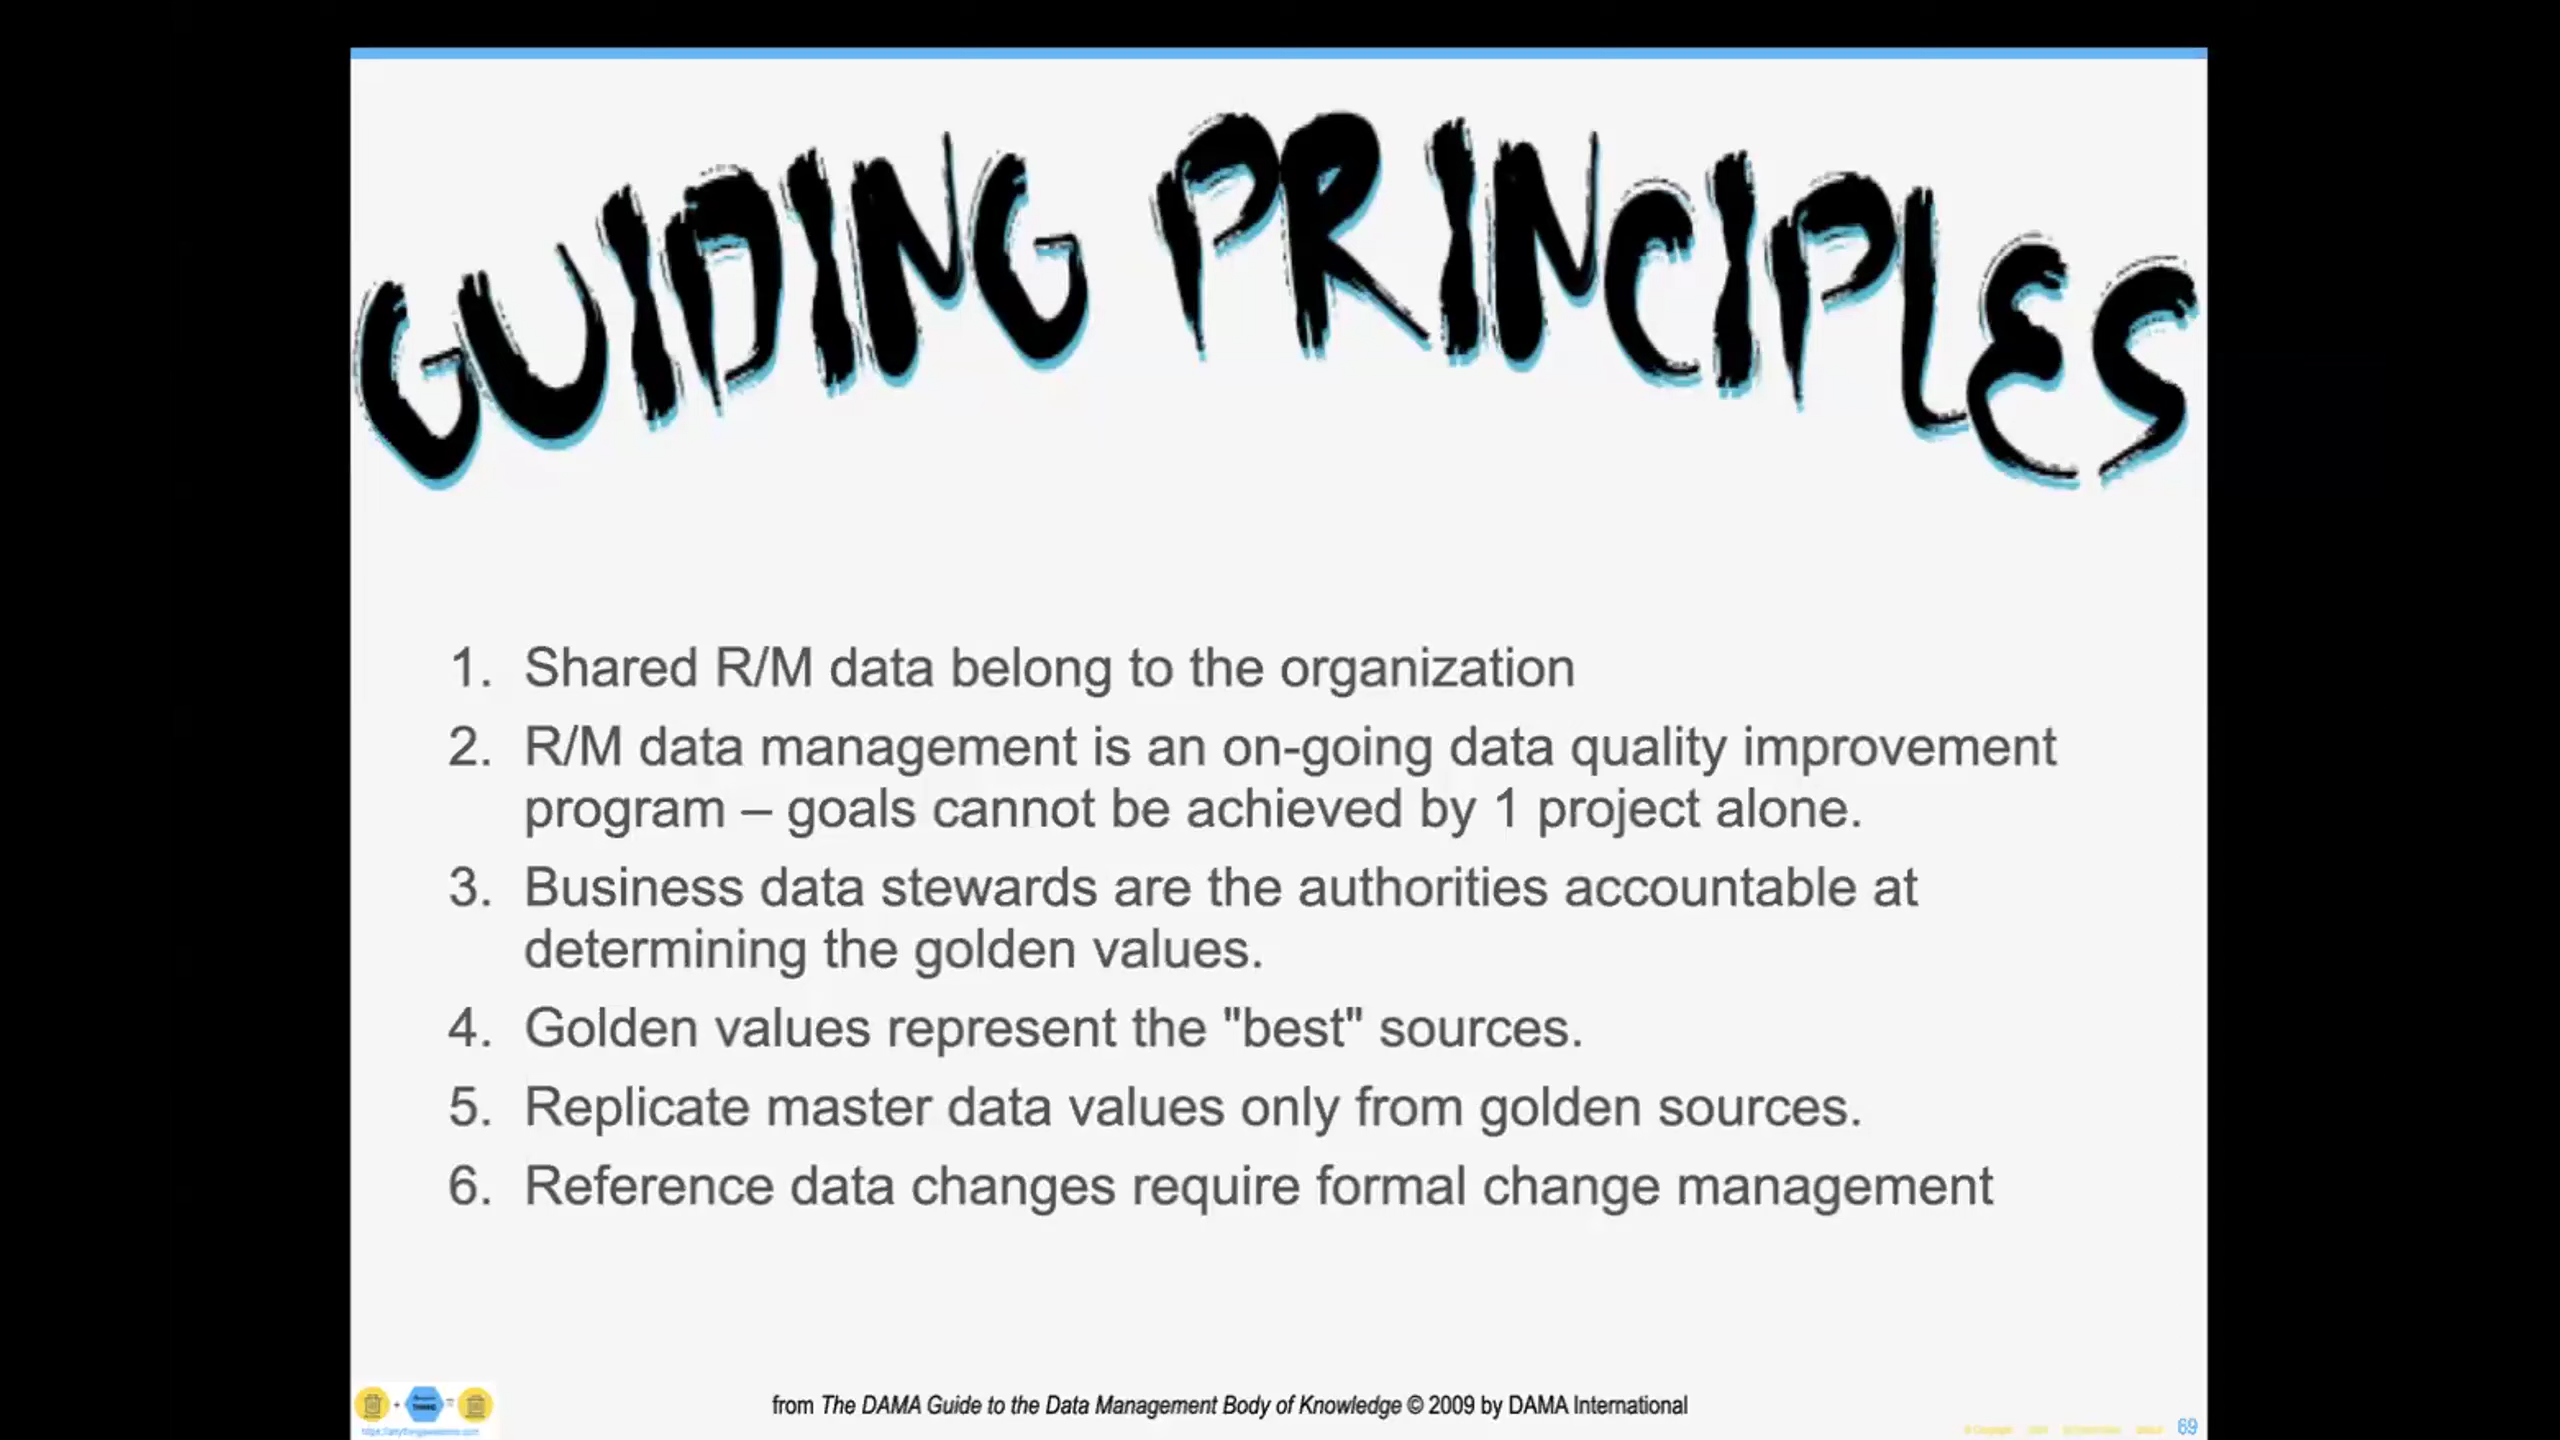 GUIDING PRINCIPLES
1. Shared R/M data belong to the organization
2. R/M data management is an on-going data quality improvement
program – goals cannot be achieved by 1 project alone.
3. Business data stewards are the authorities accountable at
determining the golden values.
4. Golden values represent the "best" sources.
5. Replicate master data values only from golden sources.
6. Reference data changes require formal change management
from The DAMA Guide to the Data Management Body of Knowledge © 2009 by DAMA International
69